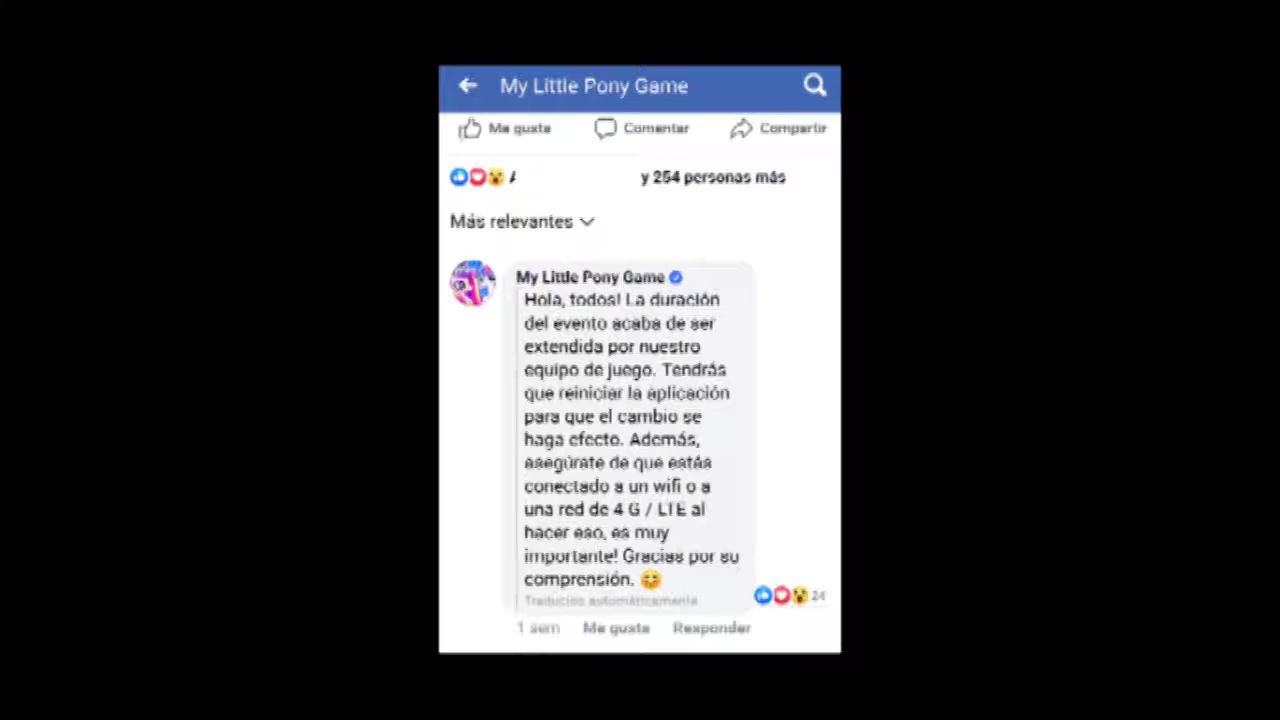 My Little Pony Game
Me gusta Comentar Compartir
y 254 personas más
Más relevantes
My Little Pony Game
Hola, todos! La duración
del evento acaba de ser
extendida por nuestro
equipo de juego. Tendrás
que reiniciar la aplicación
para que el cambio se
haga efecto. Además,
asegúrate de que estás
conectado a un wifi o a
una red de 4 G / LTE al
hacer eso, es muy
importante! Gracias por su
comprensión. 😊
Traducido automáticamente
24
1 sem Me gusta Responder